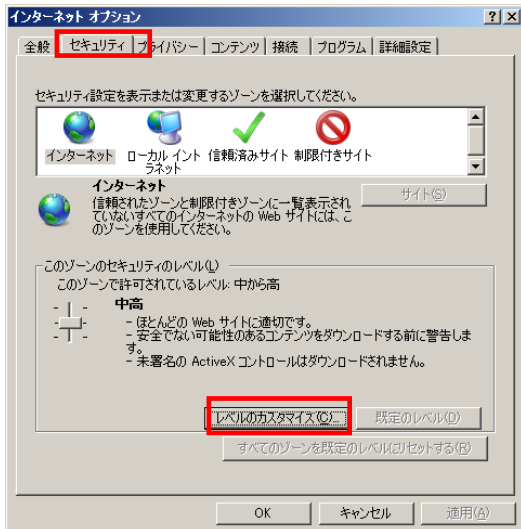 インターネット オプション
全般 セキュリティ プライバシー コンテンツ 接続 プログラム 詳細設定
セキュリティ設定を表示または変更するゾーンを選択してください。
インターネット ローカル イント 信頼済みサイト 制限付きサイト
ラネット
インターネット
サイト(S)
信頼されたゾーンと制限付きゾーンに一覧表示され
ていないすべてのインターネットの Web サイトには、こ
のゾーンを使用してください。
このゾーンのセキュリティのレベル(L)
このゾーンで許可されているレベル: 中から高
中高
- ほとんどの Web サイトに適切です。
- 安全でない可能性のあるコンテンツをダウンロードする前に警告しま
す。
- 未署名の ActiveX コントロールはダウンロードされません。
レベルのカスタマイズ(C)... 既定のレベル(D)
すべてのゾーンを既定のレベルにリセットする(R)
OK キャンセル 適用(A)